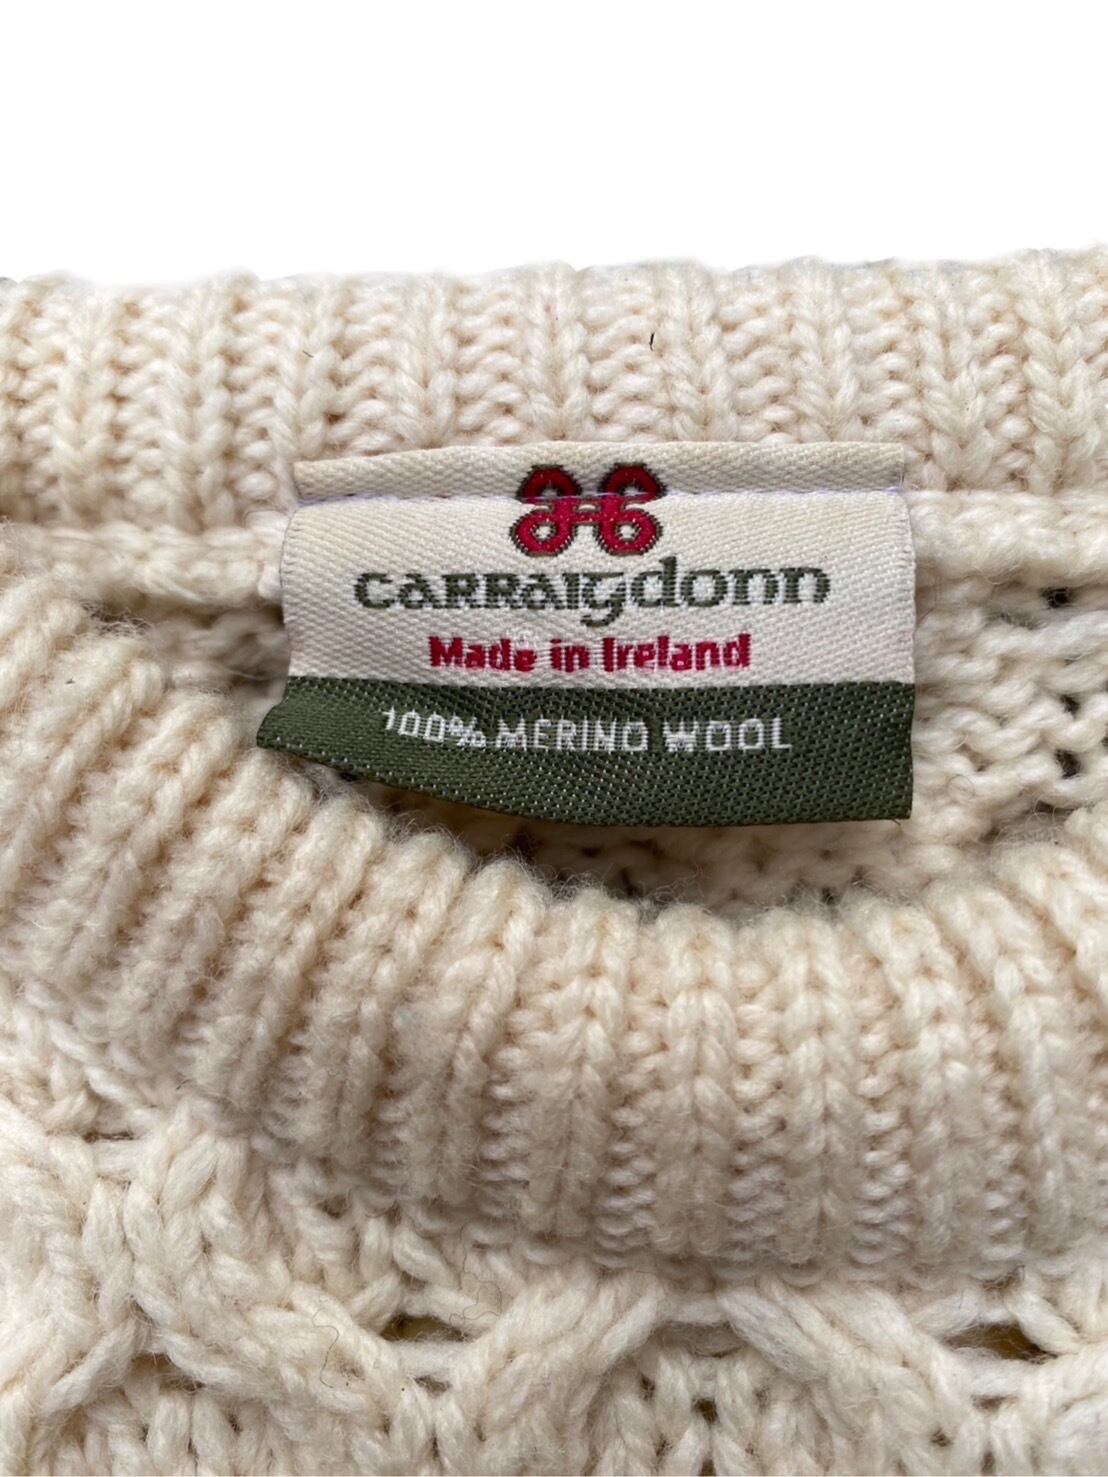 CARRAIgdonn
Made in Ireland
100% MERINO WOOL